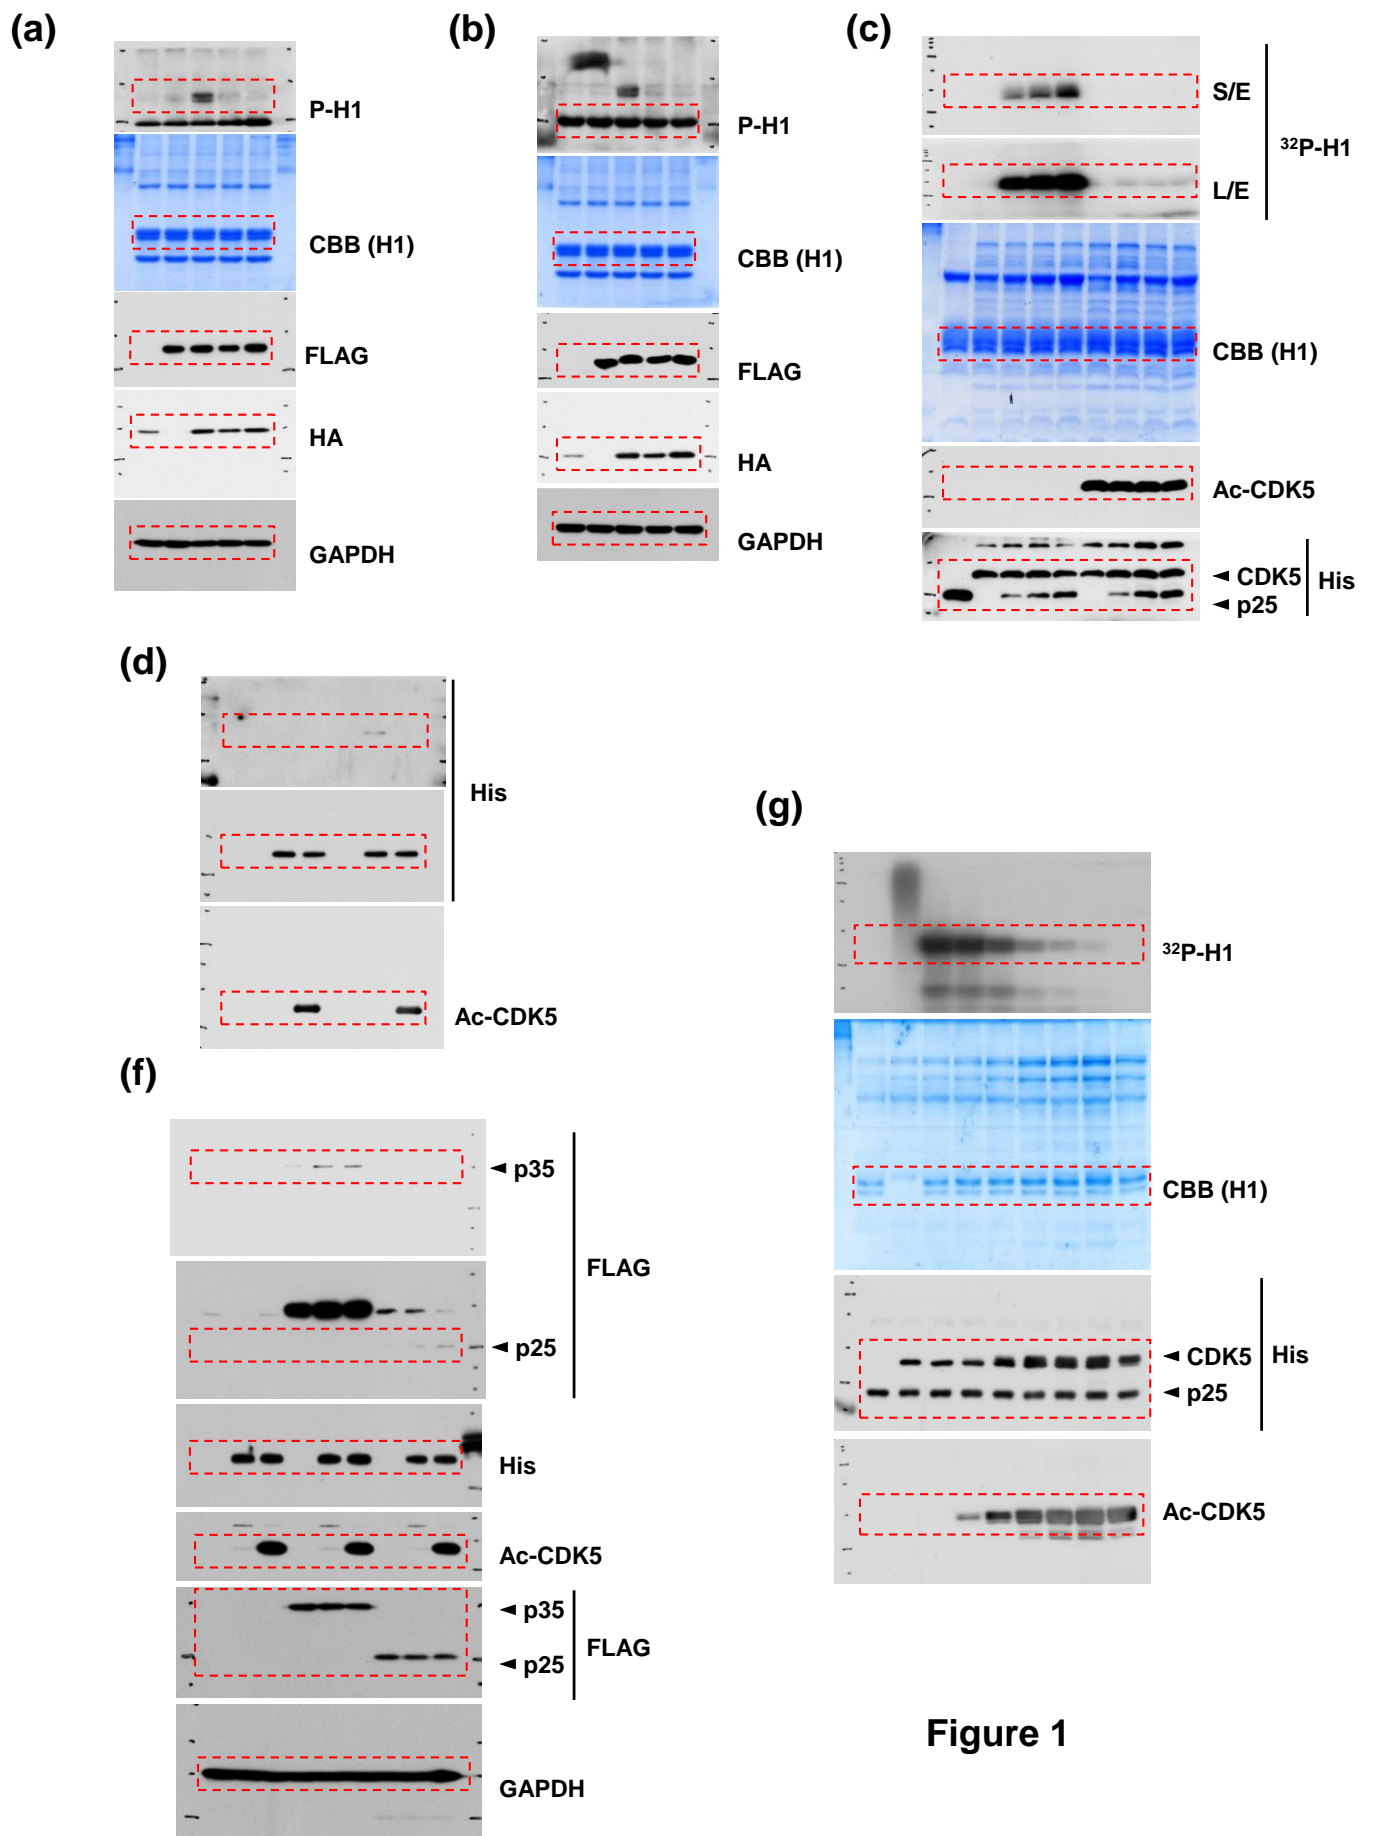 (a)
P-H1
CBB (H1)
FLAG
HA
GAPDH
(b)
P-H1
CBB (H1)
FLAG
HA
GAPDH
(c)
S/E
L/E
32P-H1
CBB (H1)
Ac-CDK5
CDK5
p25
His
(d)
His
Ac-CDK5
(f)
p35
p25
FLAG
His
Ac-CDK5
p35
p25
FLAG
GAPDH
(g)
32P-H1
CBB (H1)
CDK5
p25
His
Ac-CDK5
Figure 1